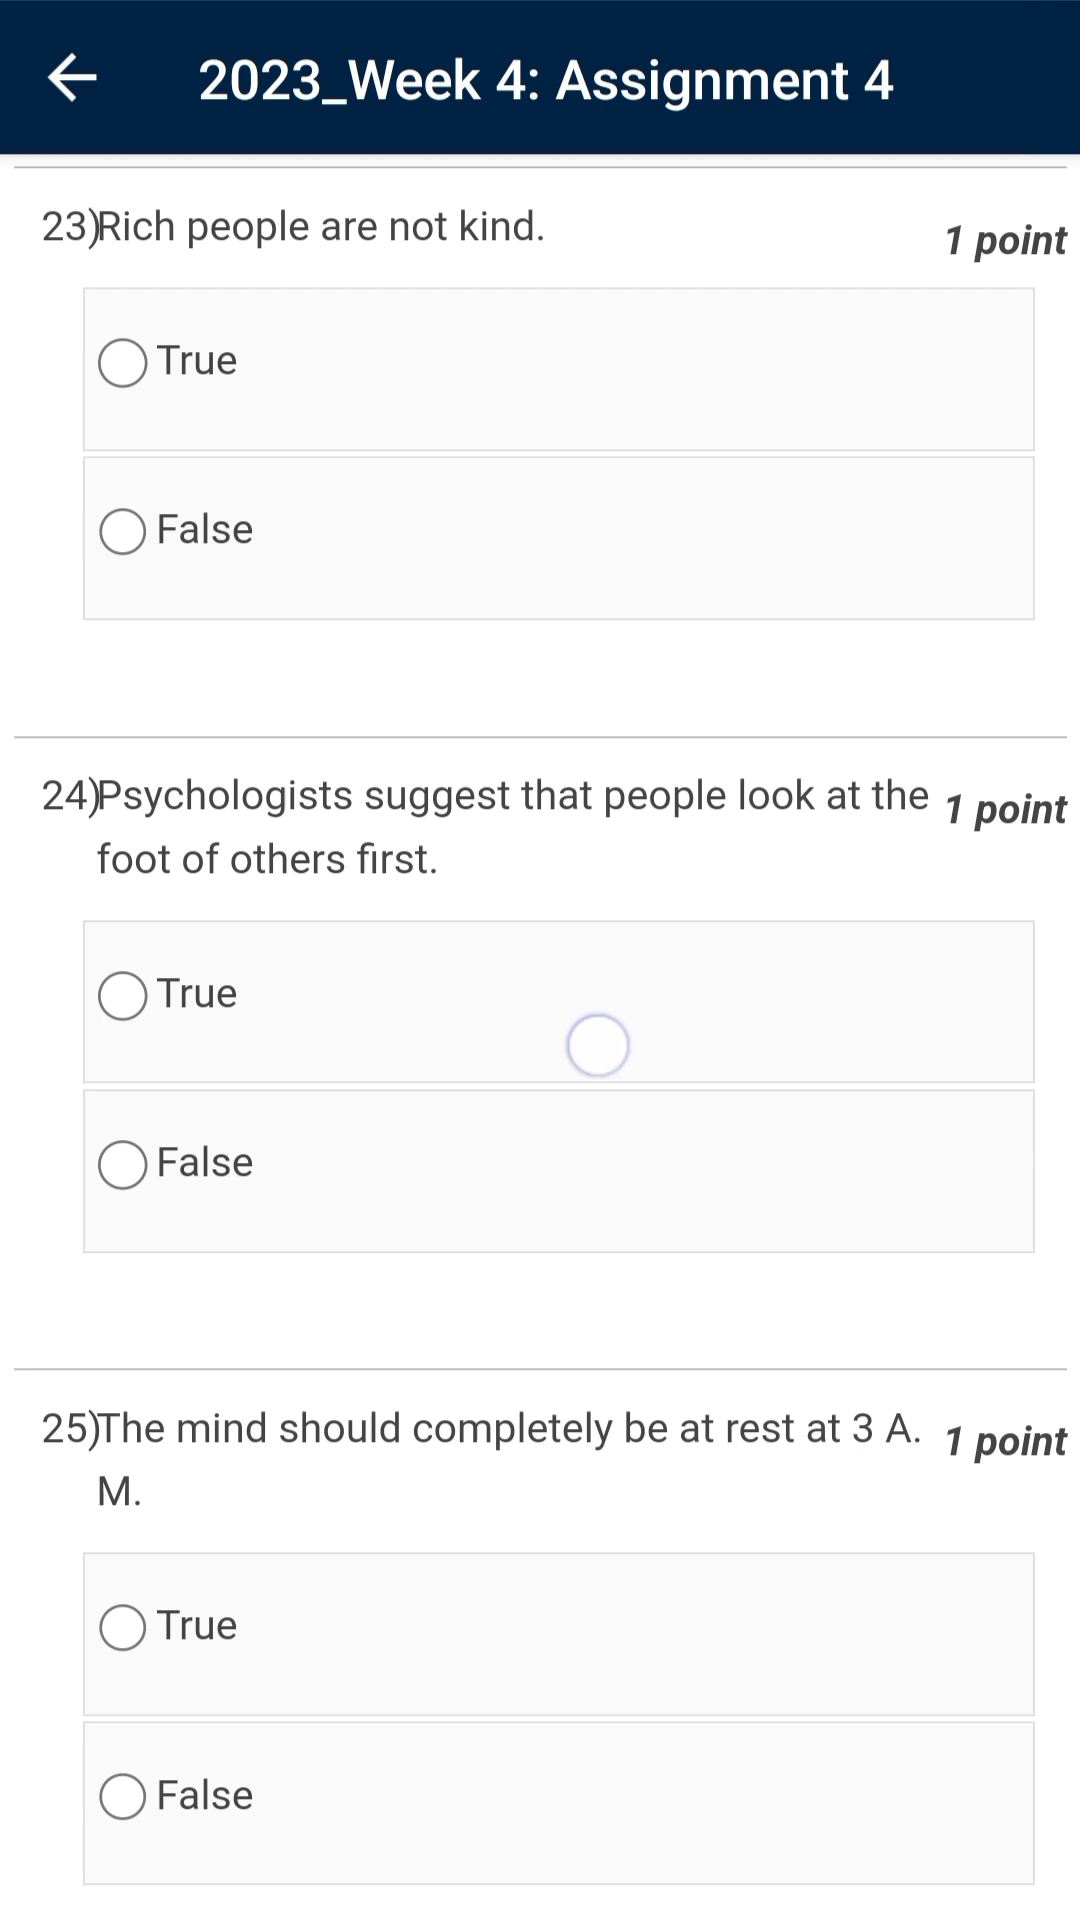 2023_Week 4: Assignment 4
23)Rich people are not kind.
1 point
True
False
24)Psychologists suggest that people look at the
1 point
foot of others first.
True
False
25)The mind should completely be at rest at 3 A.
1 point
M.
True
False